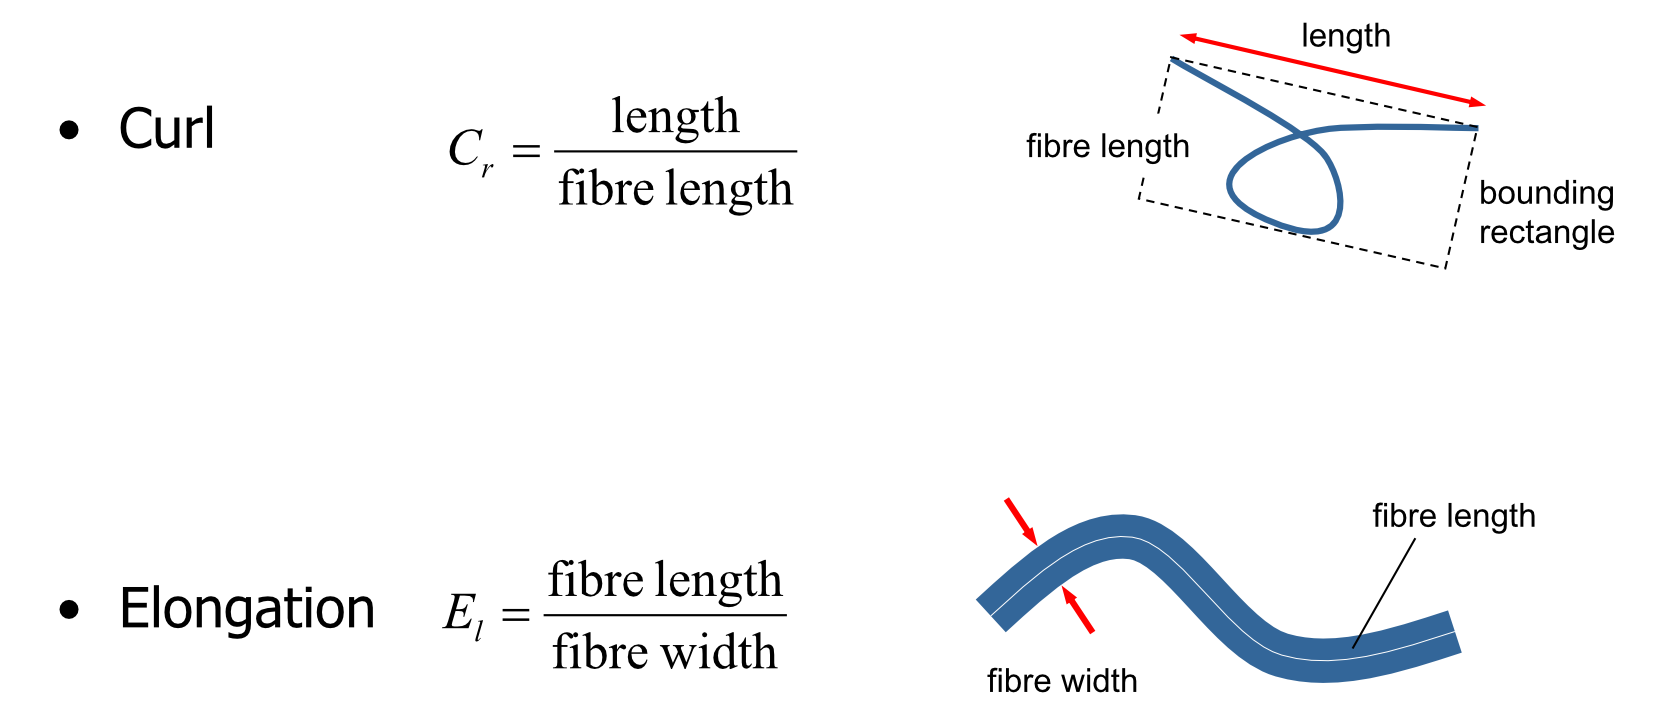 • Curl
C_r = length / fibre length
length
fibre length
bounding
rectangle
• Elongation
E_l = fibre length / fibre width
fibre length
fibre width